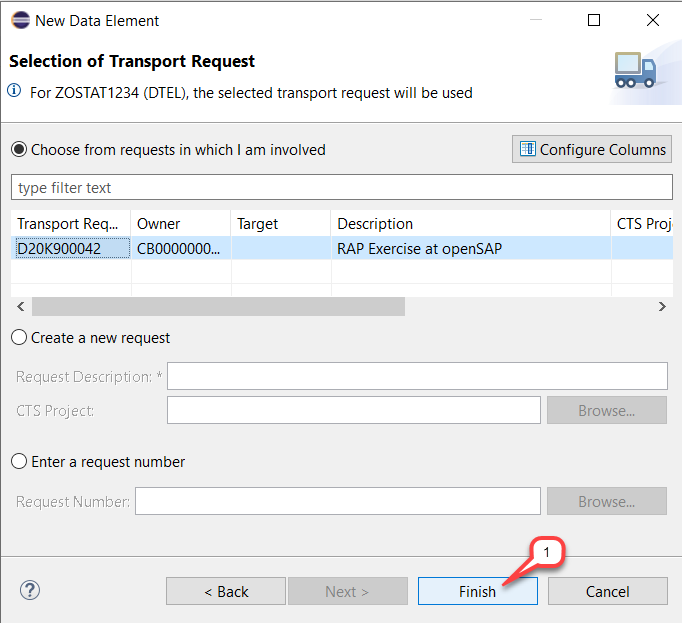 New Data Element
Selection of Transport Request
For ZOSTAT1234 (DTEL), the selected transport request will be used
Choose from requests in which I am involved
Configure Columns
type filter text
Transport Req... Owner Target Description CTS Proj
D20K900042 CB0000000... RAP Exercise at openSAP
Create a new request
Request Description: *
CTS Project: Browse...
Enter a request number
Request Number: Browse...
1
< Back Next > Finish Cancel